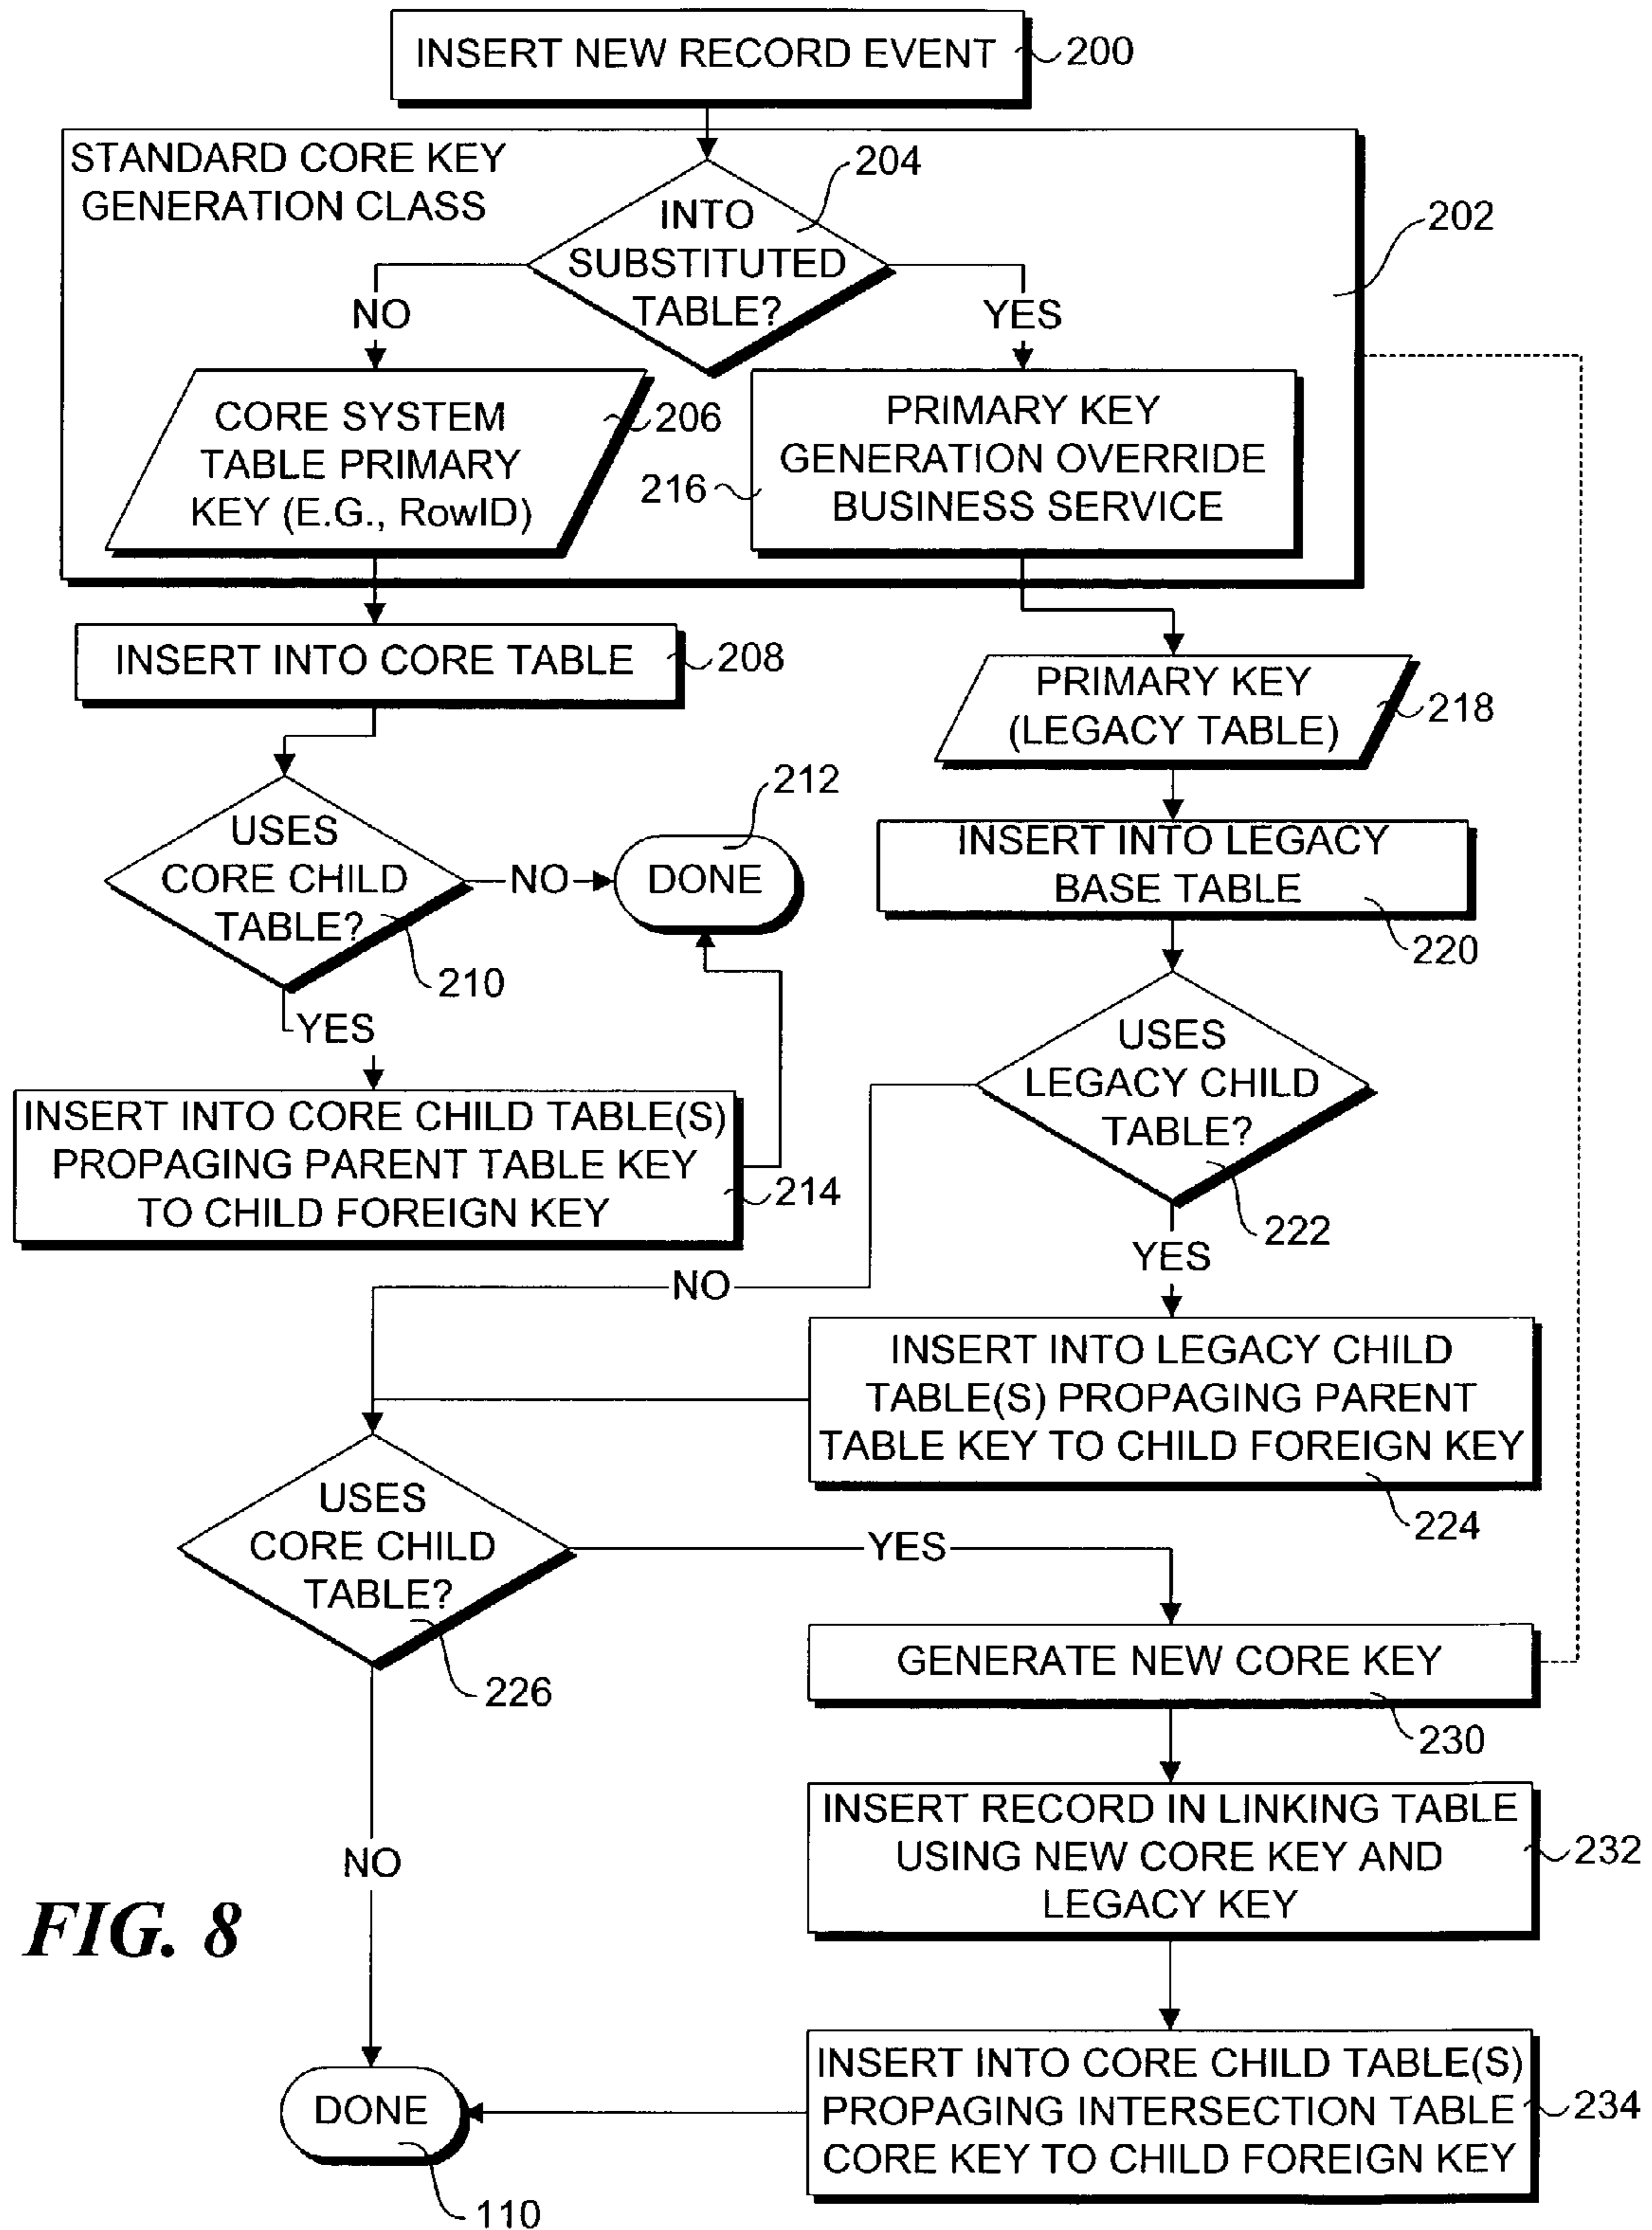 INSERT NEW RECORD EVENT
200
STANDARD CORE KEY
GENERATION CLASS
204
INTO
SUBSTITUTED
TABLE?
202
NO
YES
CORE SYSTEM
TABLE PRIMARY
KEY (E.G., RowID)
206
PRIMARY KEY
GENERATION OVERRIDE
BUSINESS SERVICE
216
INSERT INTO CORE TABLE
208
PRIMARY KEY
(LEGACY TABLE)
218
USES
CORE CHILD
TABLE?
210
NO
212
DONE
INSERT INTO LEGACY
BASE TABLE
220
YES
USES
LEGACY CHILD
TABLE?
222
INSERT INTO CORE CHILD TABLE(S)
PROPAGING PARENT TABLE KEY
TO CHILD FOREIGN KEY
214
YES
NO
INSERT INTO LEGACY CHILD
TABLE(S) PROPAGING PARENT
TABLE KEY TO CHILD FOREIGN KEY
224
USES
CORE CHILD
TABLE?
226
YES
GENERATE NEW CORE KEY
230
INSERT RECORD IN LINKING TABLE
USING NEW CORE KEY AND
LEGACY KEY
232
NO
FIG. 8
INSERT INTO CORE CHILD TABLE(S)
PROPAGING INTERSECTION TABLE
CORE KEY TO CHILD FOREIGN KEY
234
DONE
110